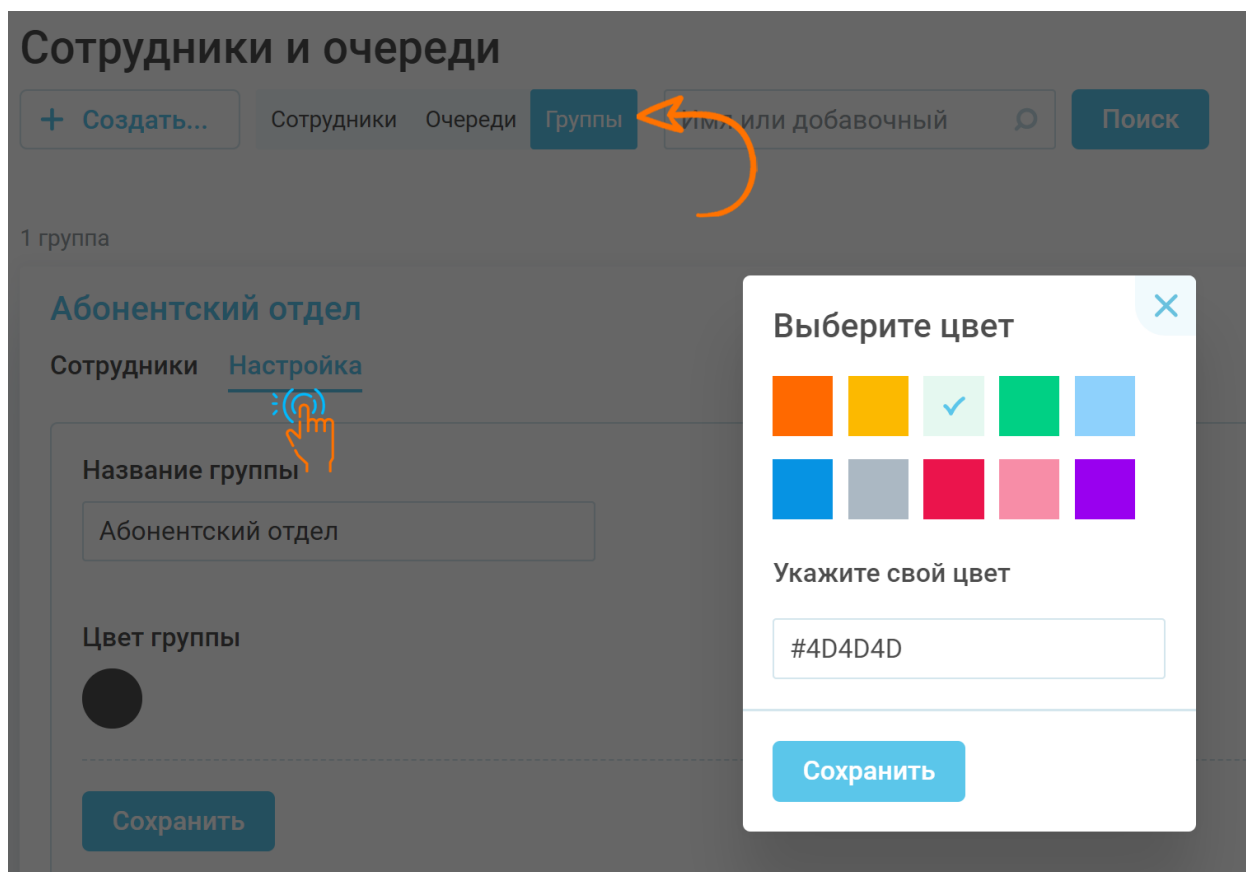 Сотрудники и очереди
+ Создать... Сотрудники Очереди Группы Имя или добавочный Поиск
1 группа
Абонентский отдел
Сотрудники Настройка
Название группы
Абонентский отдел
Цвет группы
Сохранить
Выберите цвет
Укажите свой цвет
#4D4D4D
Сохранить